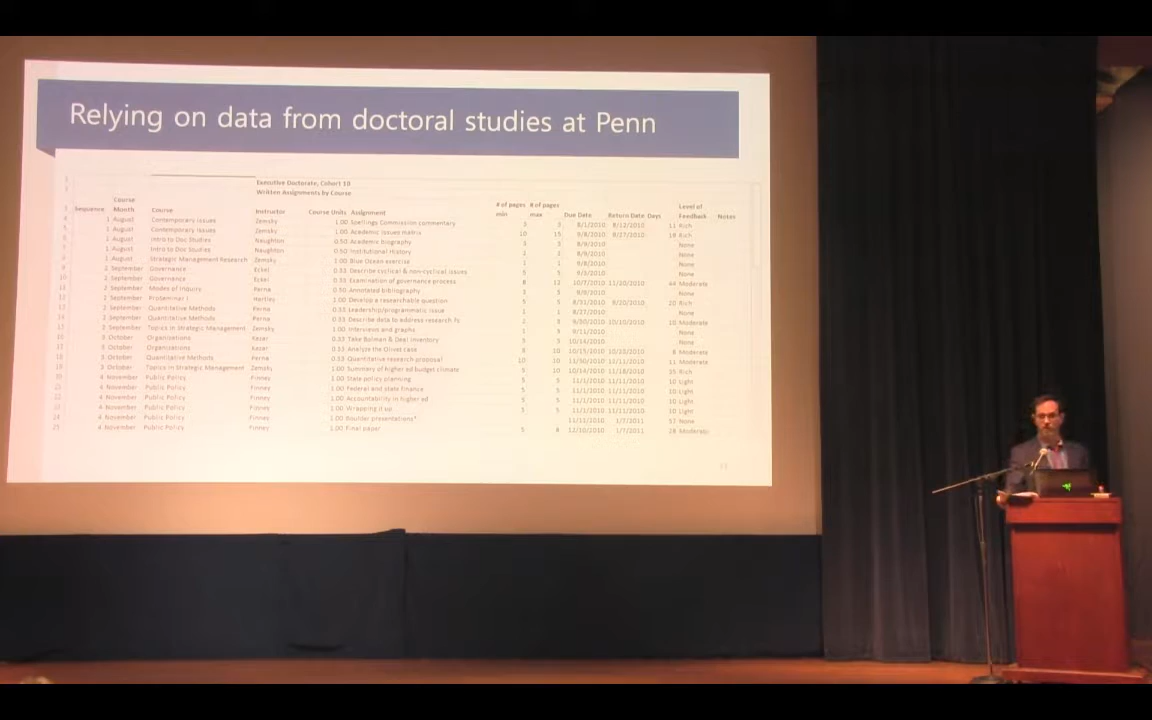 Relying on data from doctoral studies at Penn
Executive Doctorate, Cohort 10
Written Assignments by Course
Sequence Course Month Course Instructor Course Units Assignment # of pages min # of pages max Due Date Return Date Days Level of Feedback Notes
1 August Contemporary Issues Zemsky 1.00 Spellings Commission commentary 3 3 8/1/2010 8/12/2010 11 Rich
1 August Contemporary Issues Zemsky 1.00 Academic issues matrix 10 15 9/8/2010 9/27/2010 Rich
1 August Intro to Doc Studies Naughton 0.50 Academic biography 3 3 8/9/2010 None
1 August Intro to Doc Studies Naughton 0.50 Institutional History 8/9/2010 None
1 August Strategic Management Research Zemsky 1.00 Blue Ocean exercise 1 1 9/8/2010 None
2 September Governance Eckel 0.33 Describe cyclical & non-cyclical issues 5 5 9/3/2010 None
2 September Governance Eckel 0.33 Examination of governance process 8 12 10/7/2010 11/20/2010 44 Moderate
2 September Modes of Inquiry Perna 0.50 Annotated bibliography 3 5 9/9/2010 None
2 September Proseminar I Hartley 1.00 Develop a researchable question 5 5 8/31/2010 9/20/2010 20 Rich
2 September Quantitative Methods Perna 0.33 Leadership/programmatic issue 1 1 8/27/2010 None
2 September Quantitative Methods Perna 0.33 Describe data to address research 2 3 9/30/2010 10/10/2010 10 Moderate
2 September Topics in Strategic Management Zemsky 1.00 Interviews and graphs 9/11/2010 None
3 October Organizations Kezar 0.33 Take Bolman & Deal inventory 10/14/2010 None
3 October Organizations Kezar 0.33 Analyze the Olivet case 8 10 10/15/2010 10/23/2010 8 Moderate
3 October Quantitative Methods Perna 0.33 Quantitative research proposal 10 10 11/30/2010 12/11/2010 11 Moderate
3 October Topics in Strategic Management Zemsky 1.00 Summary of higher ed budget climate 5 10 10/14/2010 11/18/2010 35 Rich
4 November Public Policy Finney 1.00 State policy planning 5 5 11/1/2010 11/11/2010 10 Light
4 November Public Policy Finney 1.00 Federal and state finance 5 5 11/1/2010 11/11/2010 10 Light
4 November Public Policy Finney 1.00 Accountability in higher ed 5 5 11/1/2010 11/11/2010 10 Light
4 November Public Policy Finney 1.00 Wrapping it up 5 5 11/1/2010 11/11/2010 10 Light
4 November Public Policy Finney 1.00 presentations* 1/7/2011 57 None
4 November Public Policy Finney 1.00 Final paper 5 8 12/10/2010 1/7/2011 28 Moderate